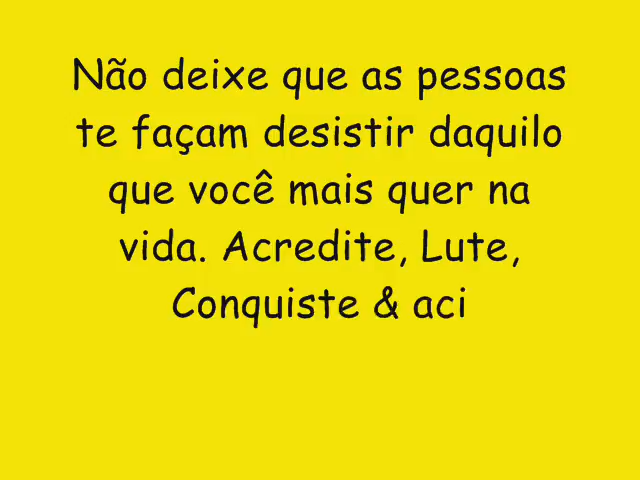 Não deixe que as pessoas
te façam desistir daquilo
que você mais quer na
vida. Acredite, Lute,
Conquiste & aci